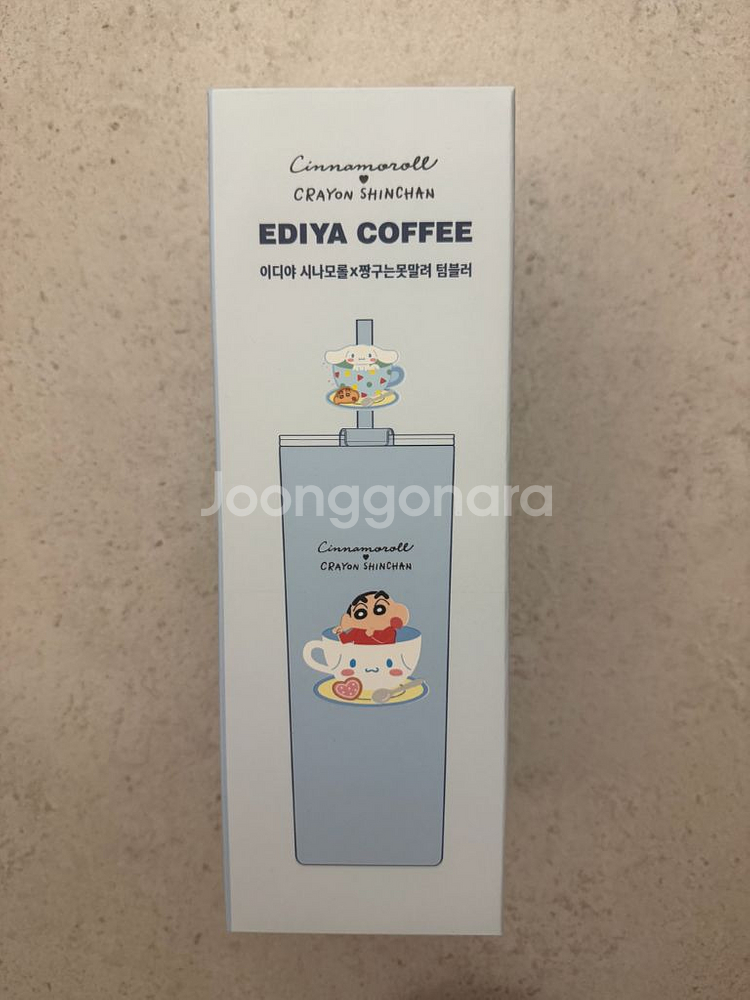 Cinnamoroll
CRAYON SHINCHAN
EDIYA COFFEE
이디야 시나모롤x짱구는못말려 텀블러
Joonggonara
Cinnamoroll
CRAYON SHINCHAN